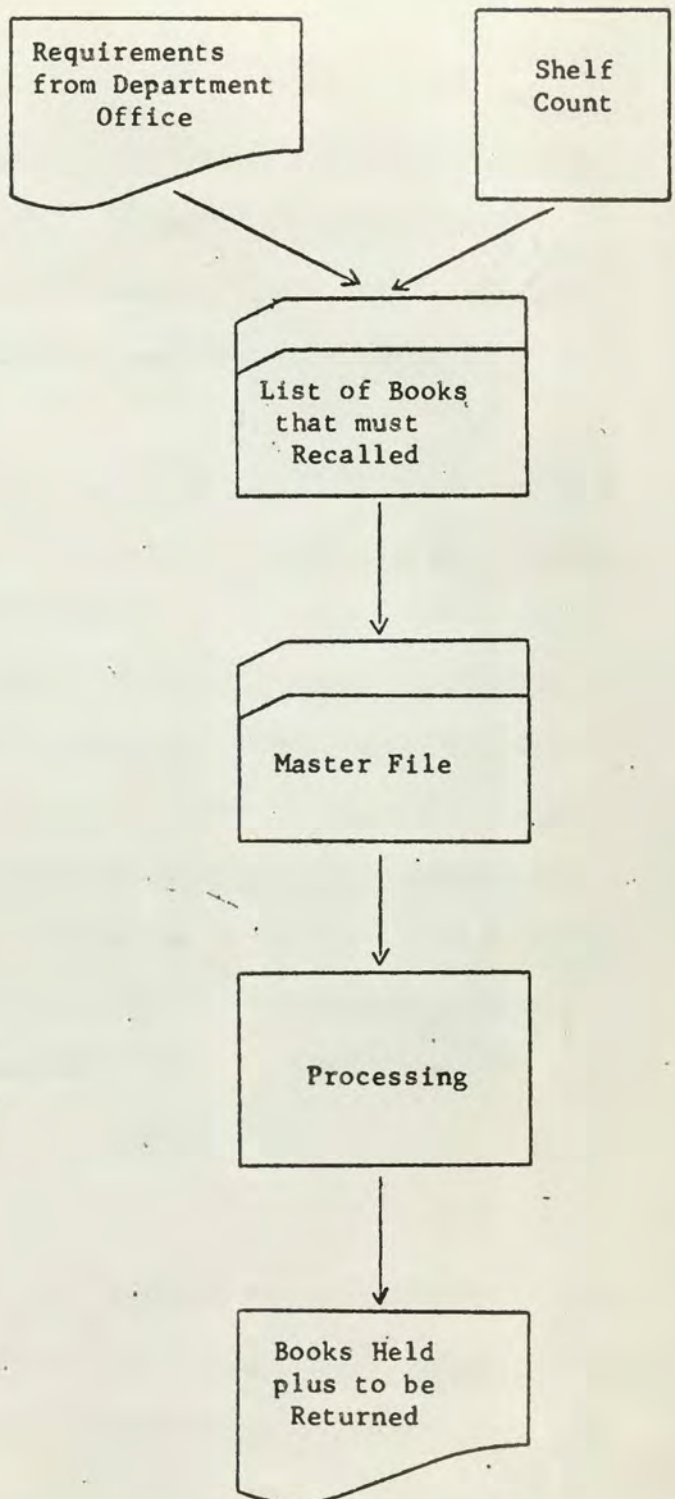 Requirements
from Department
Office
Shelf
Count
List of Books
that must
Recalled
Master File
Processing
Books Held
plus to be
Returned